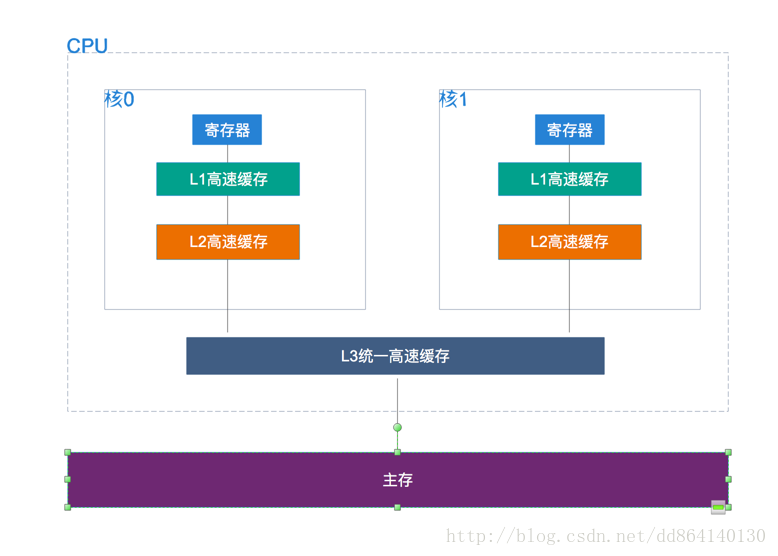 CPU
核0
核1
寄存器
寄存器
L1高速缓存
L1高速缓存
L2高速缓存
L2高速缓存
L3统一高速缓存
主存
http://blog.csdn.net/dd864140130